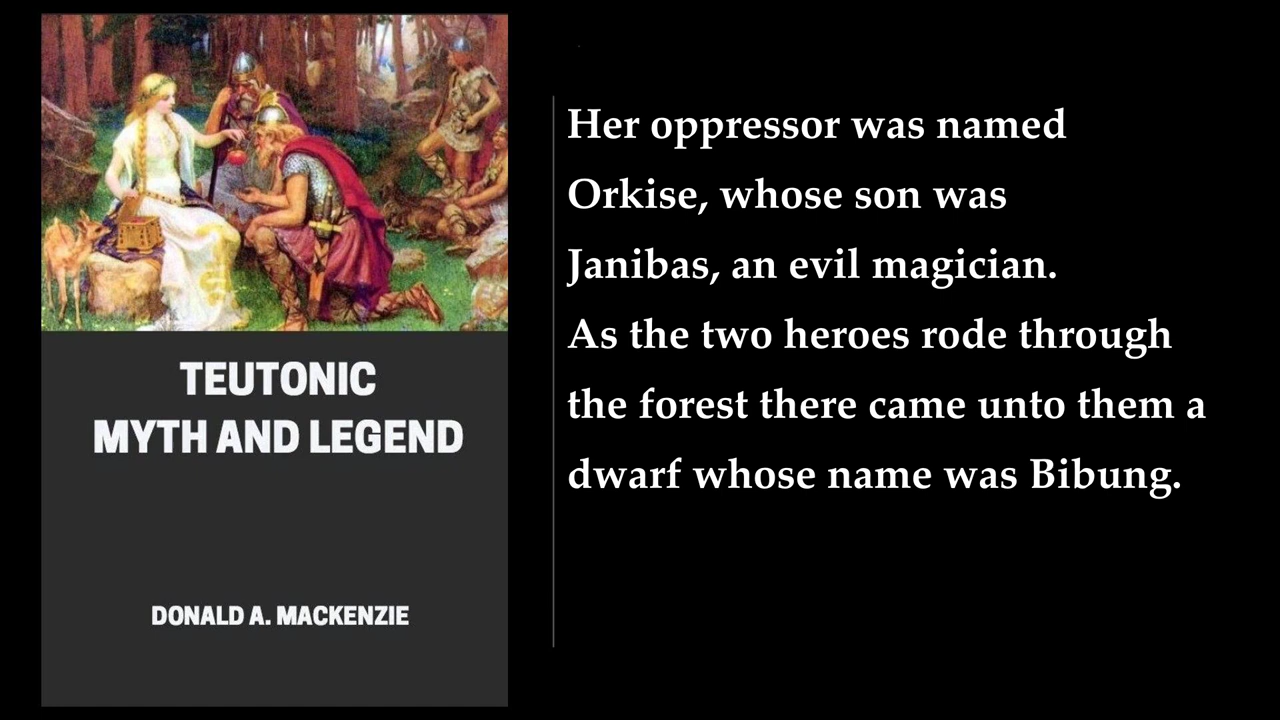 TEUTONIC
MYTH AND LEGEND
DONALD A. MACKENZIE
Her oppressor was named
Orkise, whose son was
Janibas, an evil magician.
As the two heroes rode through
the forest there came unto them a
dwarf whose name was Bibung.